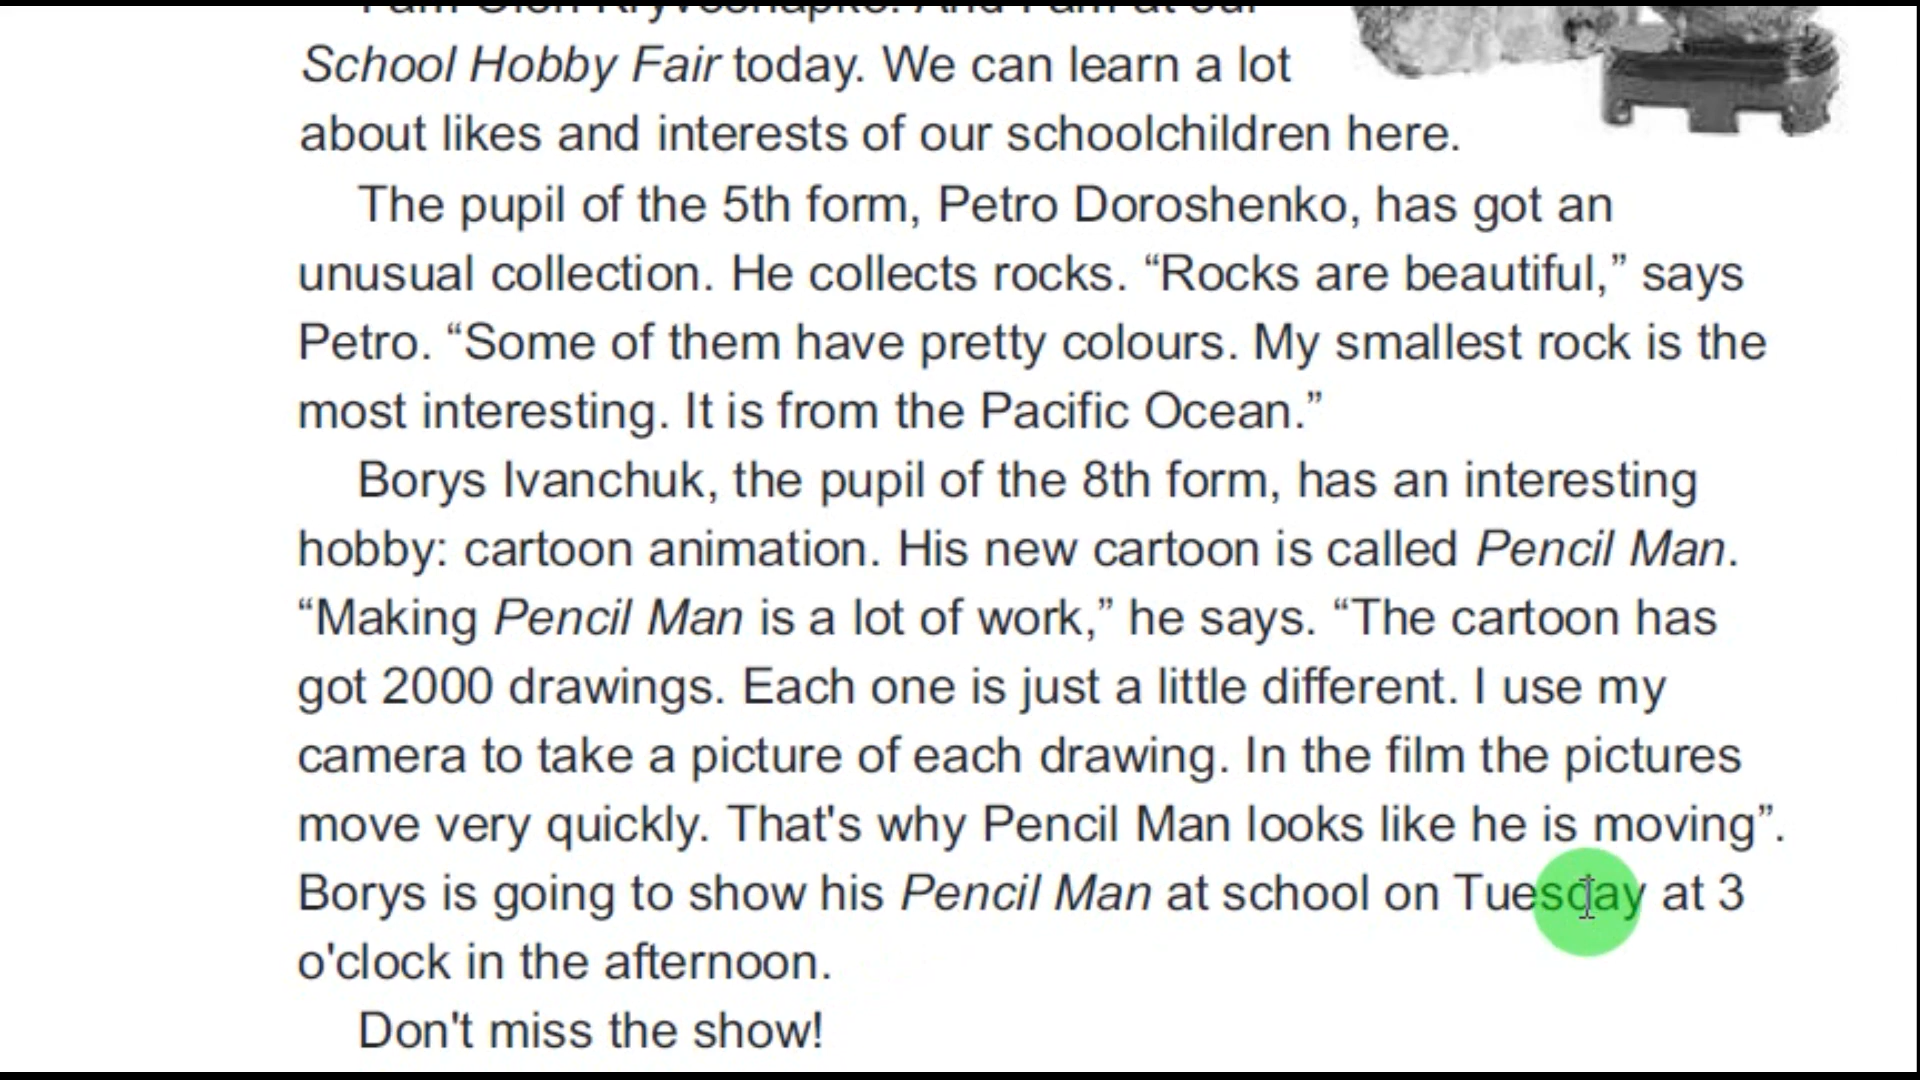 I am Oleh Kryvoshapko. And I am at our
School Hobby Fair today. We can learn a lot
about likes and interests of our schoolchildren here.
The pupil of the 5th form, Petro Doroshenko, has got an
unusual collection. He collects rocks. “Rocks are beautiful,” says
Petro. “Some of them have pretty colours. My smallest rock is the
most interesting. It is from the Pacific Ocean.”
Borys Ivanchuk, the pupil of the 8th form, has an interesting
hobby: cartoon animation. His new cartoon is called Pencil Man.
“Making Pencil Man is a lot of work,” he says. “The cartoon has
got 2000 drawings. Each one is just a little different. I use my
camera to take a picture of each drawing. In the film the pictures
move very quickly. That's why Pencil Man looks like he is moving”.
Borys is going to show his Pencil Man at school on Tuesday at 3
o'clock in the afternoon.
Don't miss the show!